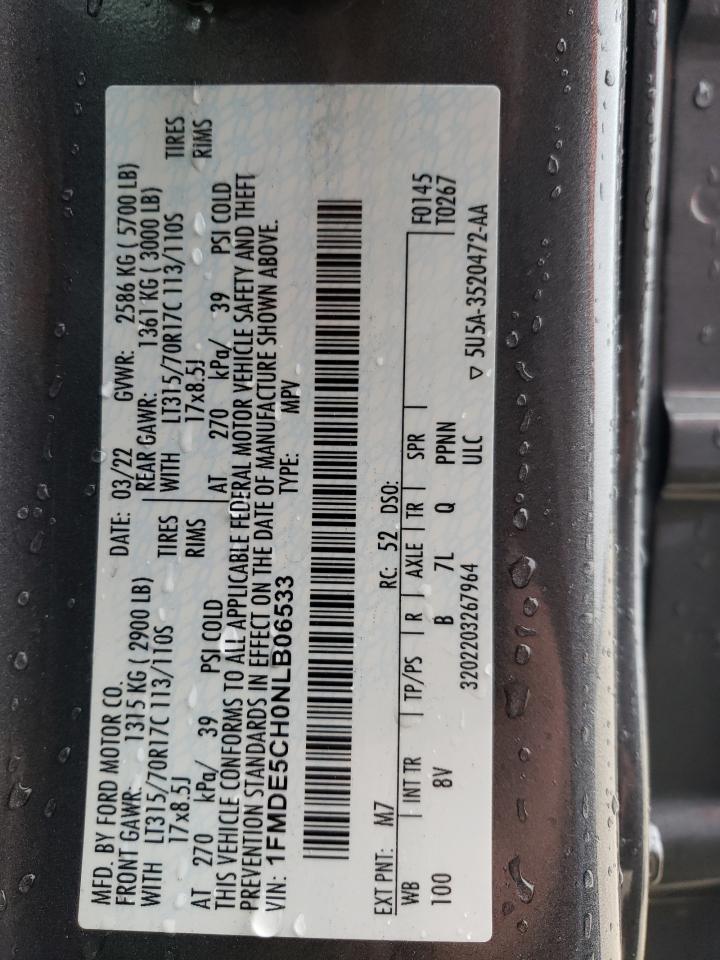 MFD. BY FORD MOTOR CO. DATE: 03/22 GVWR: 2586 KG ( 5700 LB)
FRONT GAWR: 1315 KG ( 2900 LB) REAR GAWR: 1361 KG ( 3000 LB)
WITH LT315/70R17C 113/110S TIRES WITH LT315/70R17C 113/110S TIRES
17x8.5J RIMS 17x8.5J RiMS
AT 270 kPa/ 39 PSI COLD AT 270 kPa/ 39 PSI COLD
THIS VEHICLE CONFORMS TO ALL APPLICABLE FEDERAL MOTOR VEHICLE SAFETY AND THEFT
PREVENTION STANDARDS IN EFFECT ON THE DATE OF MANUFACTURE SHOWN ABOVE.
VIN: 1FMDE5CH0NLB06533 TYPE: MPV
EXT PNT: M7 RC: 52 DSO:
WB INT TR TP/PS R AXLE TR SPR F0145
100 8V B 7L Q PPNN T0267
3202203267964 ULC ▽ 5U5A-3520472-AA